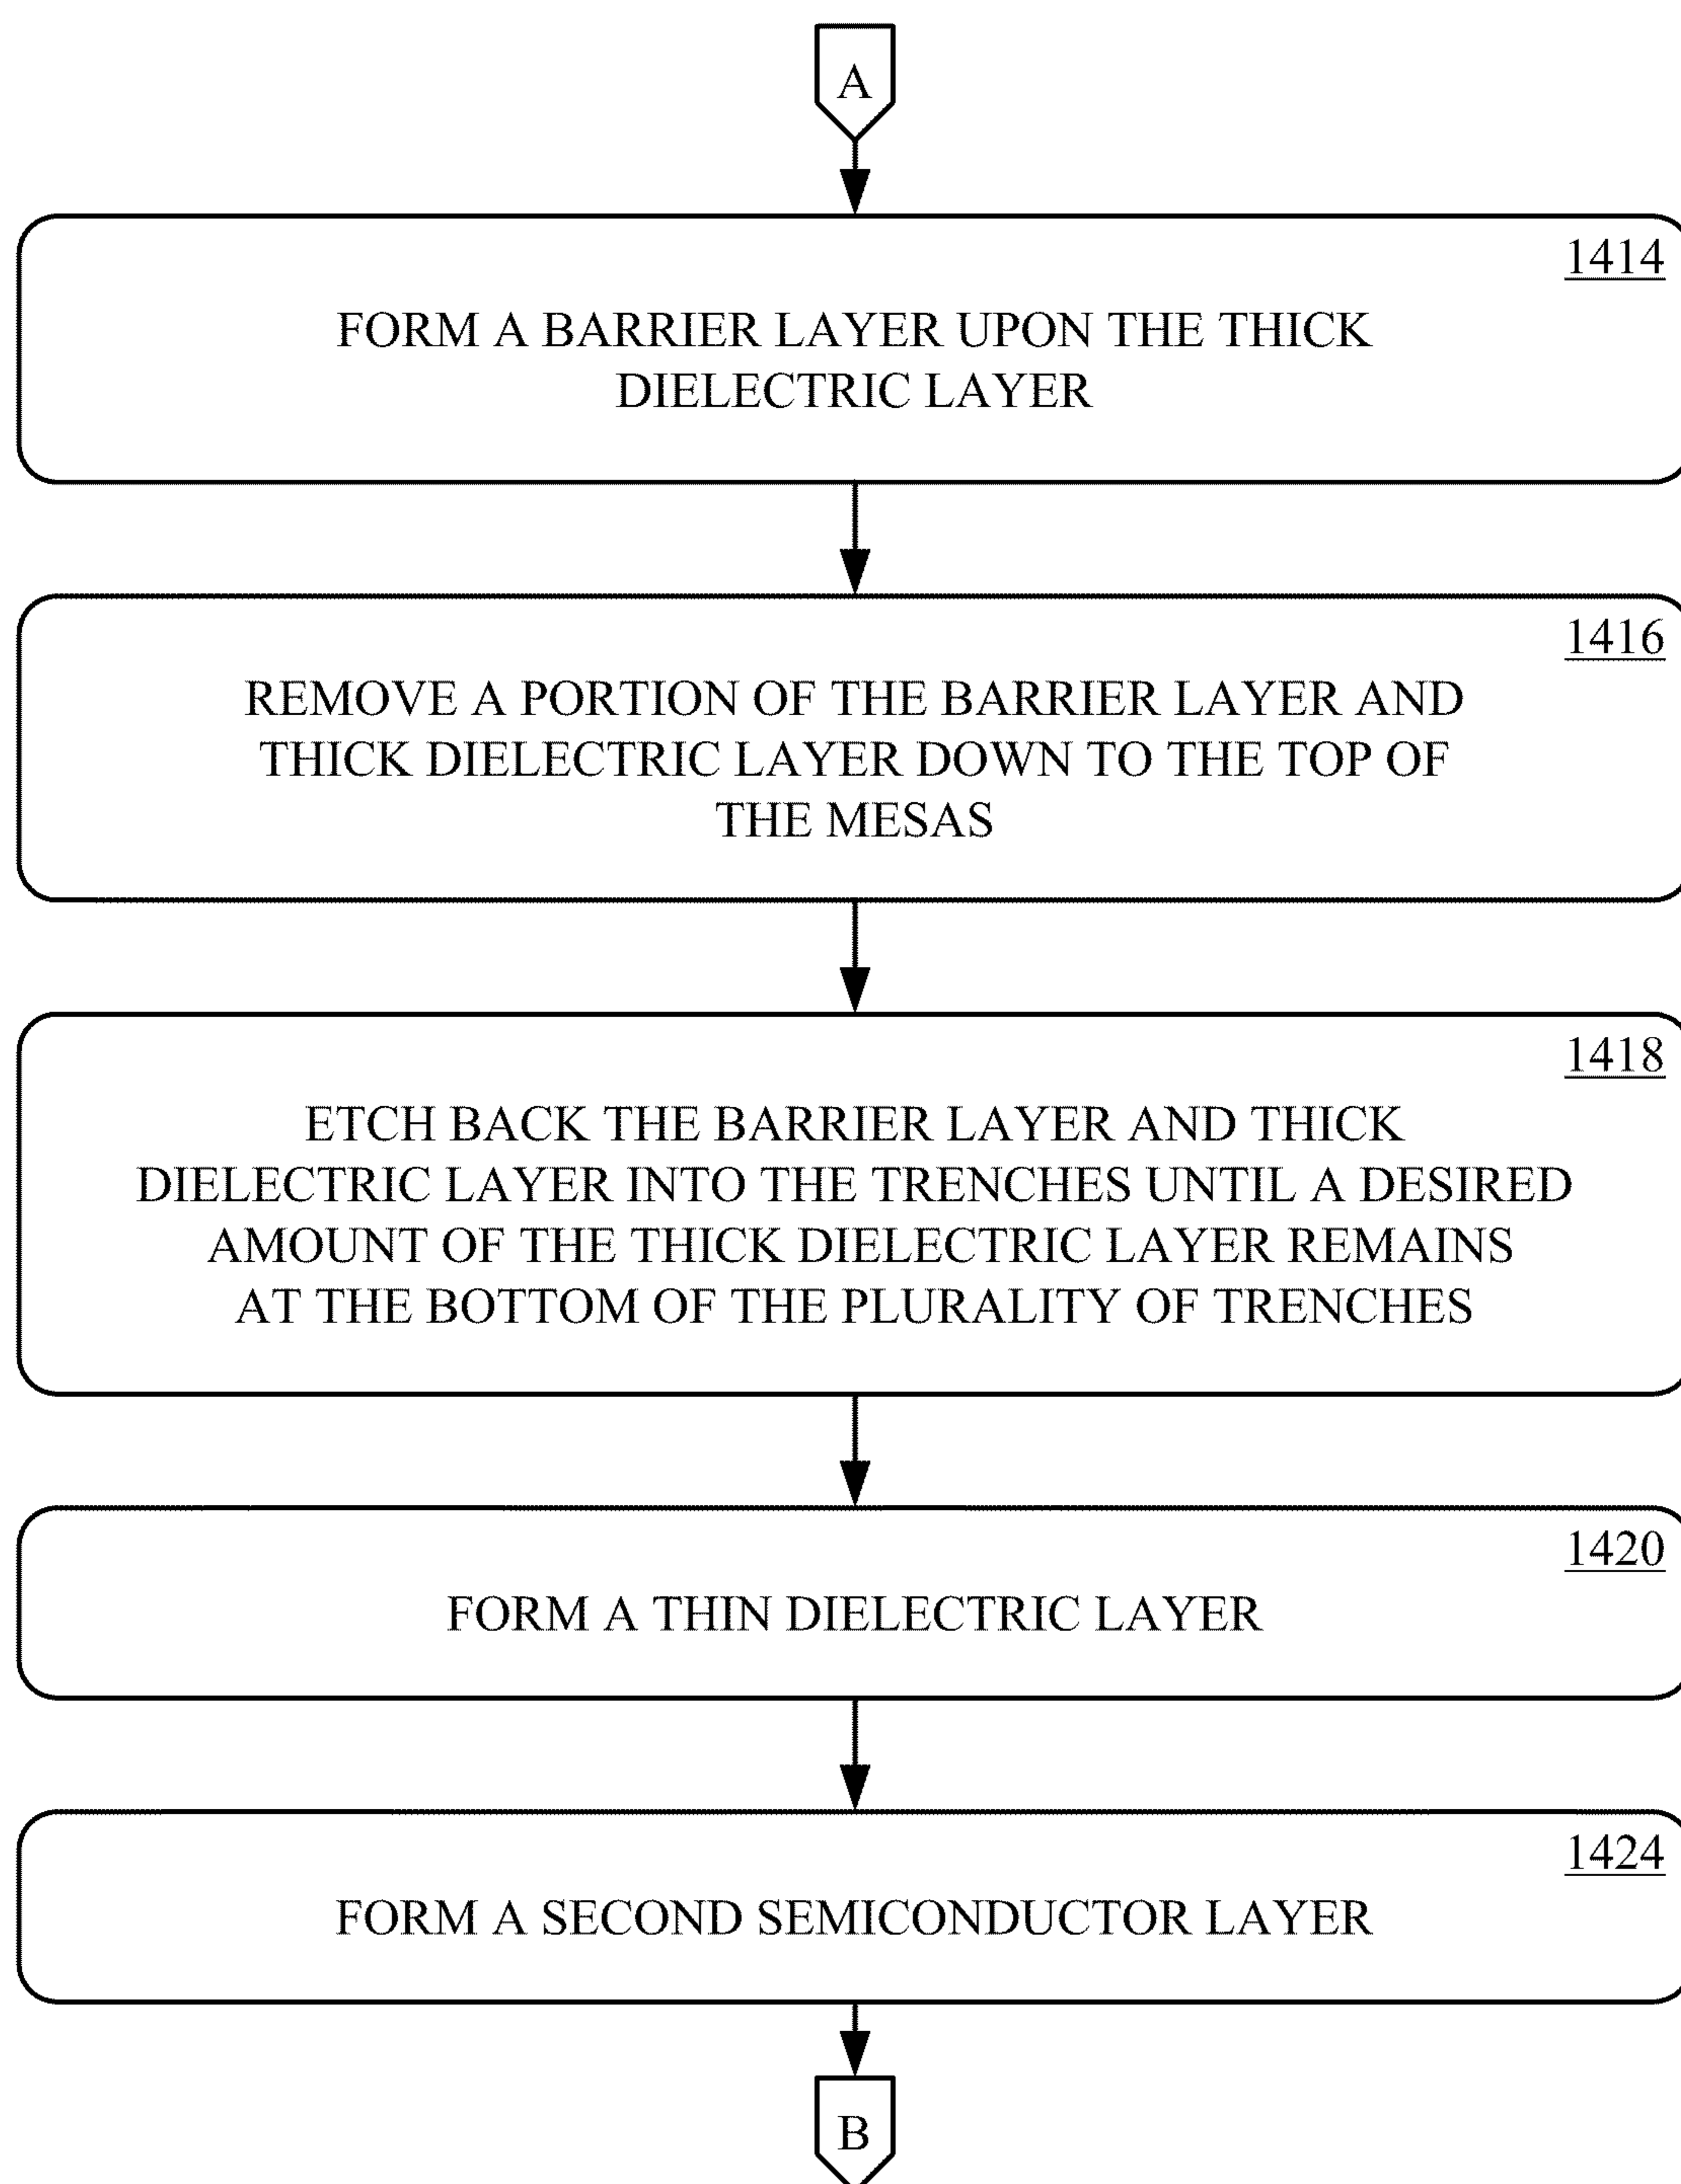 A
1414
FORM A BARRIER LAYER UPON THE THICK
DIELECTRIC LAYER
1416
REMOVE A PORTION OF THE BARRIER LAYER AND
THICK DIELECTRIC LAYER DOWN TO THE TOP OF
THE MESAS
1418
ETCH BACK THE BARRIER LAYER AND THICK
DIELECTRIC LAYER INTO THE TRENCHES UNTIL A DESIRED
AMOUNT OF THE THICK DIELECTRIC LAYER REMAINS
AT THE BOTTOM OF THE PLURALITY OF TRENCHES
1420
FORM A THIN DIELECTRIC LAYER
1424
FORM A SECOND SEMICONDUCTOR LAYER
B